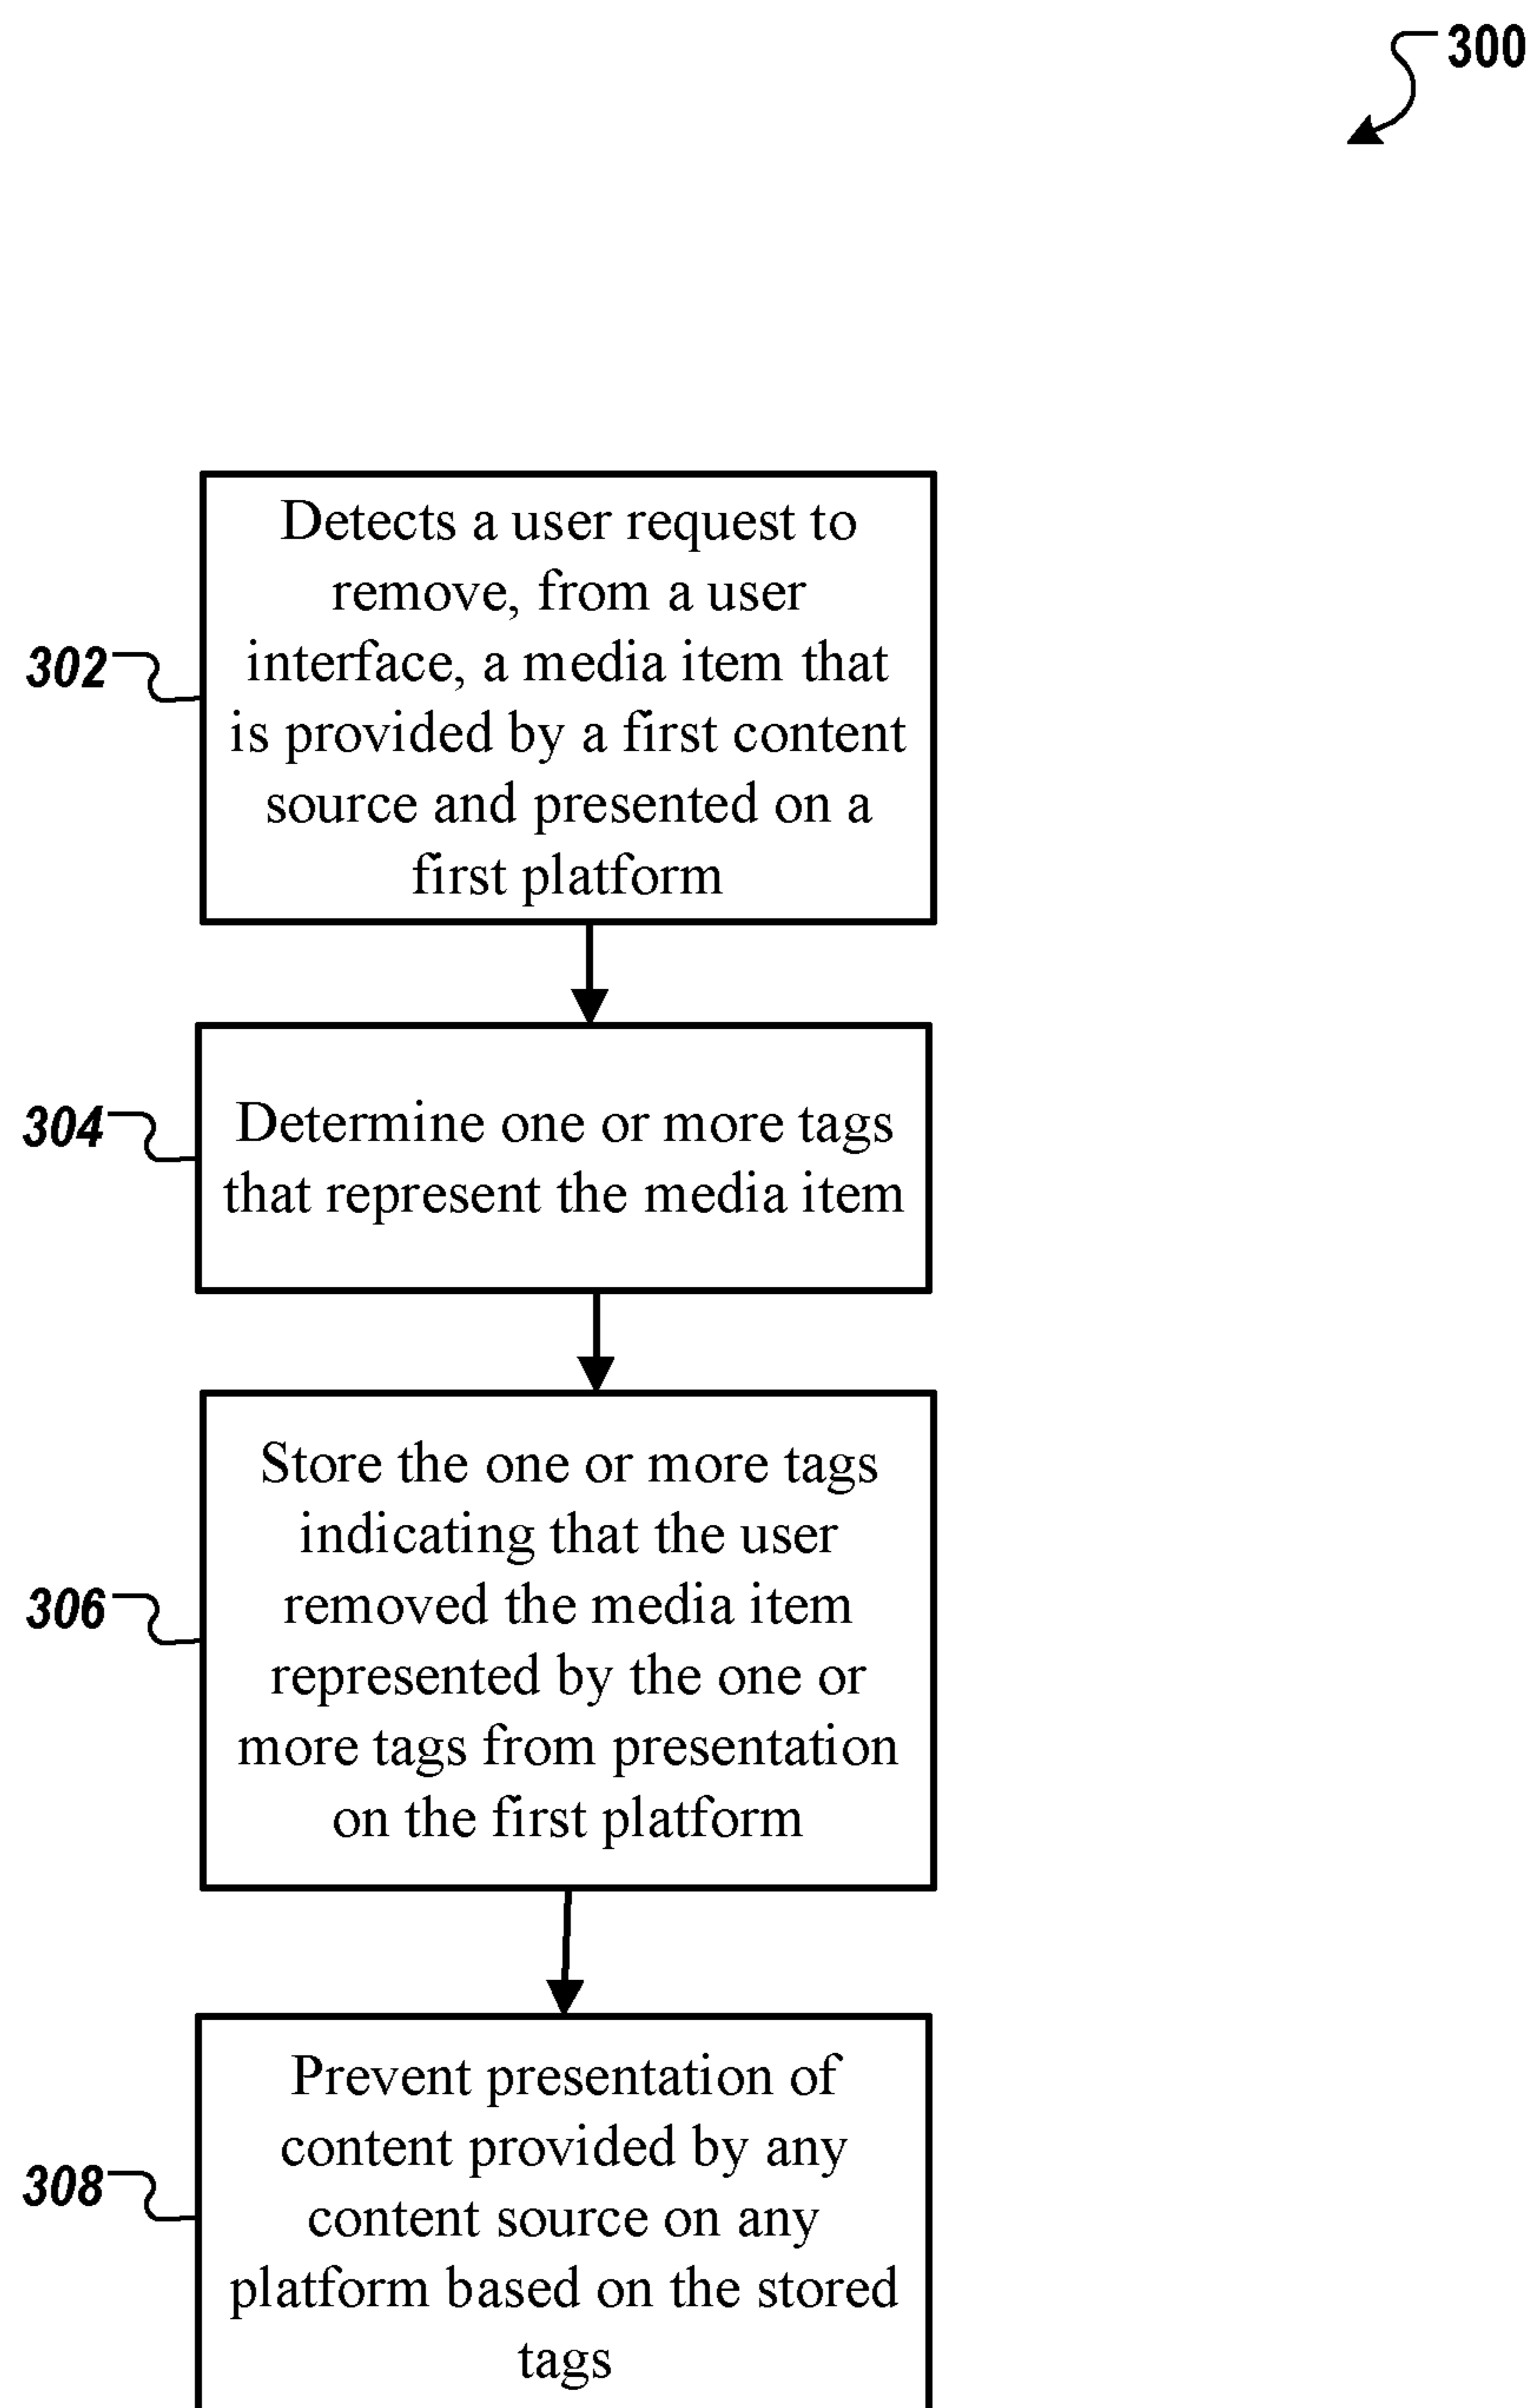 300
302
Detects a user request to
remove, from a user
interface, a media item that
is provided by a first content
source and presented on a
first platform
304
Determine one or more tags
that represent the media item
306
Store the one or more tags
indicating that the user
removed the media item
represented by the one or
more tags from presentation
on the first platform
308
Prevent presentation of
content provided by any
content source on any
platform based on the stored
tags